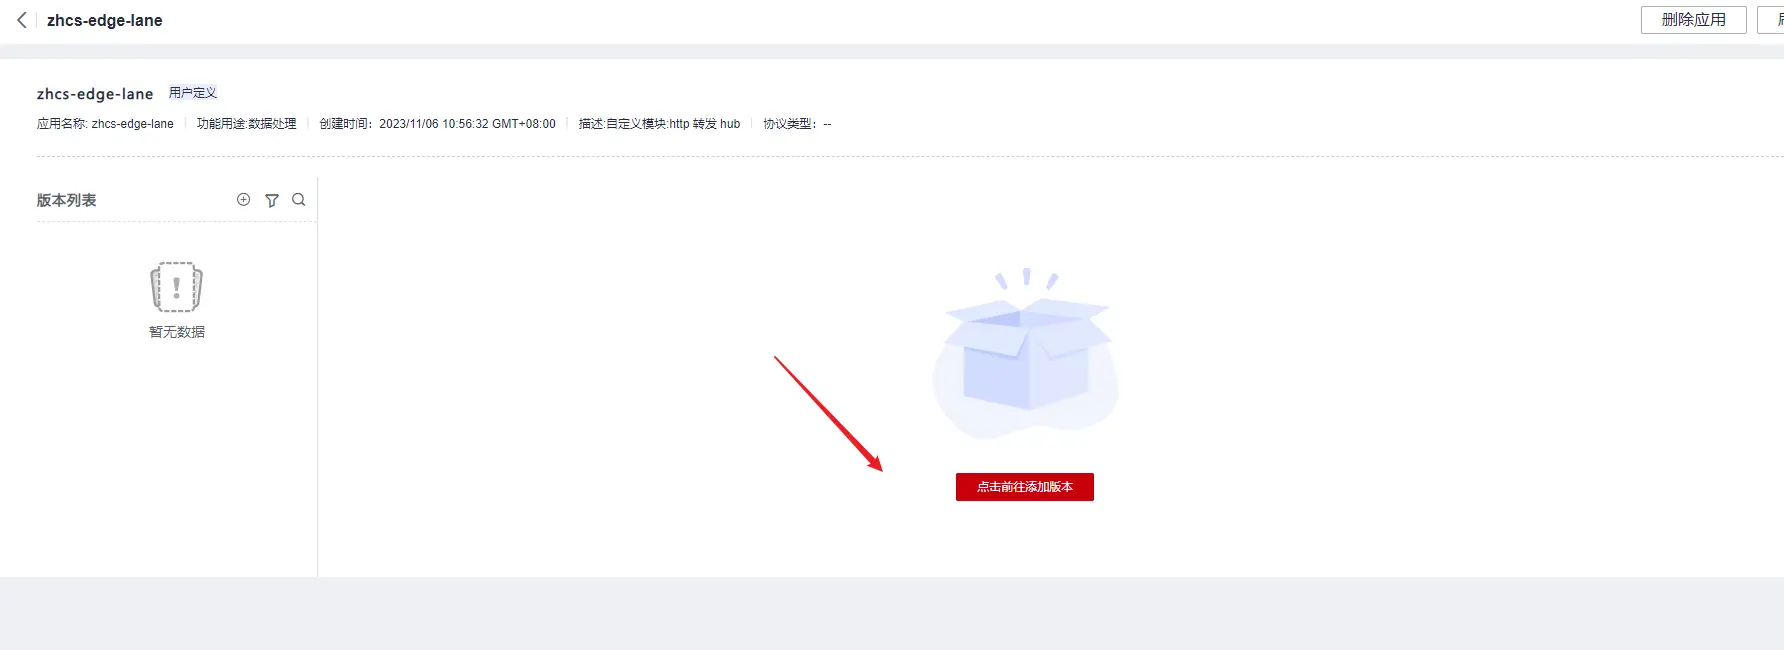 zhcs-edge-lane
删除应用
zhcs-edge-lane 用户定义
应用名称: zhcs-edge-lane 功能用途:数据处理 创建时间：2023/11/06 10:56:32 GMT+08:00 描述:自定义模块:http 转发 hub 协议类型：--
版本列表
暂无数据
点击前往添加版本